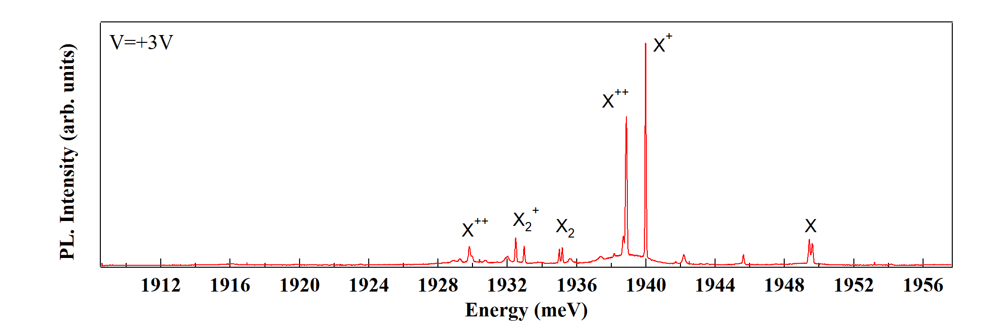 V=+3V
X⁺
X⁺⁺
X⁺⁺
X₂⁺
X₂
X
PL. Intensity (arb. units)
1912 1916 1920 1924 1928 1932 1936 1940 1944 1948 1952 1956
Energy (meV)